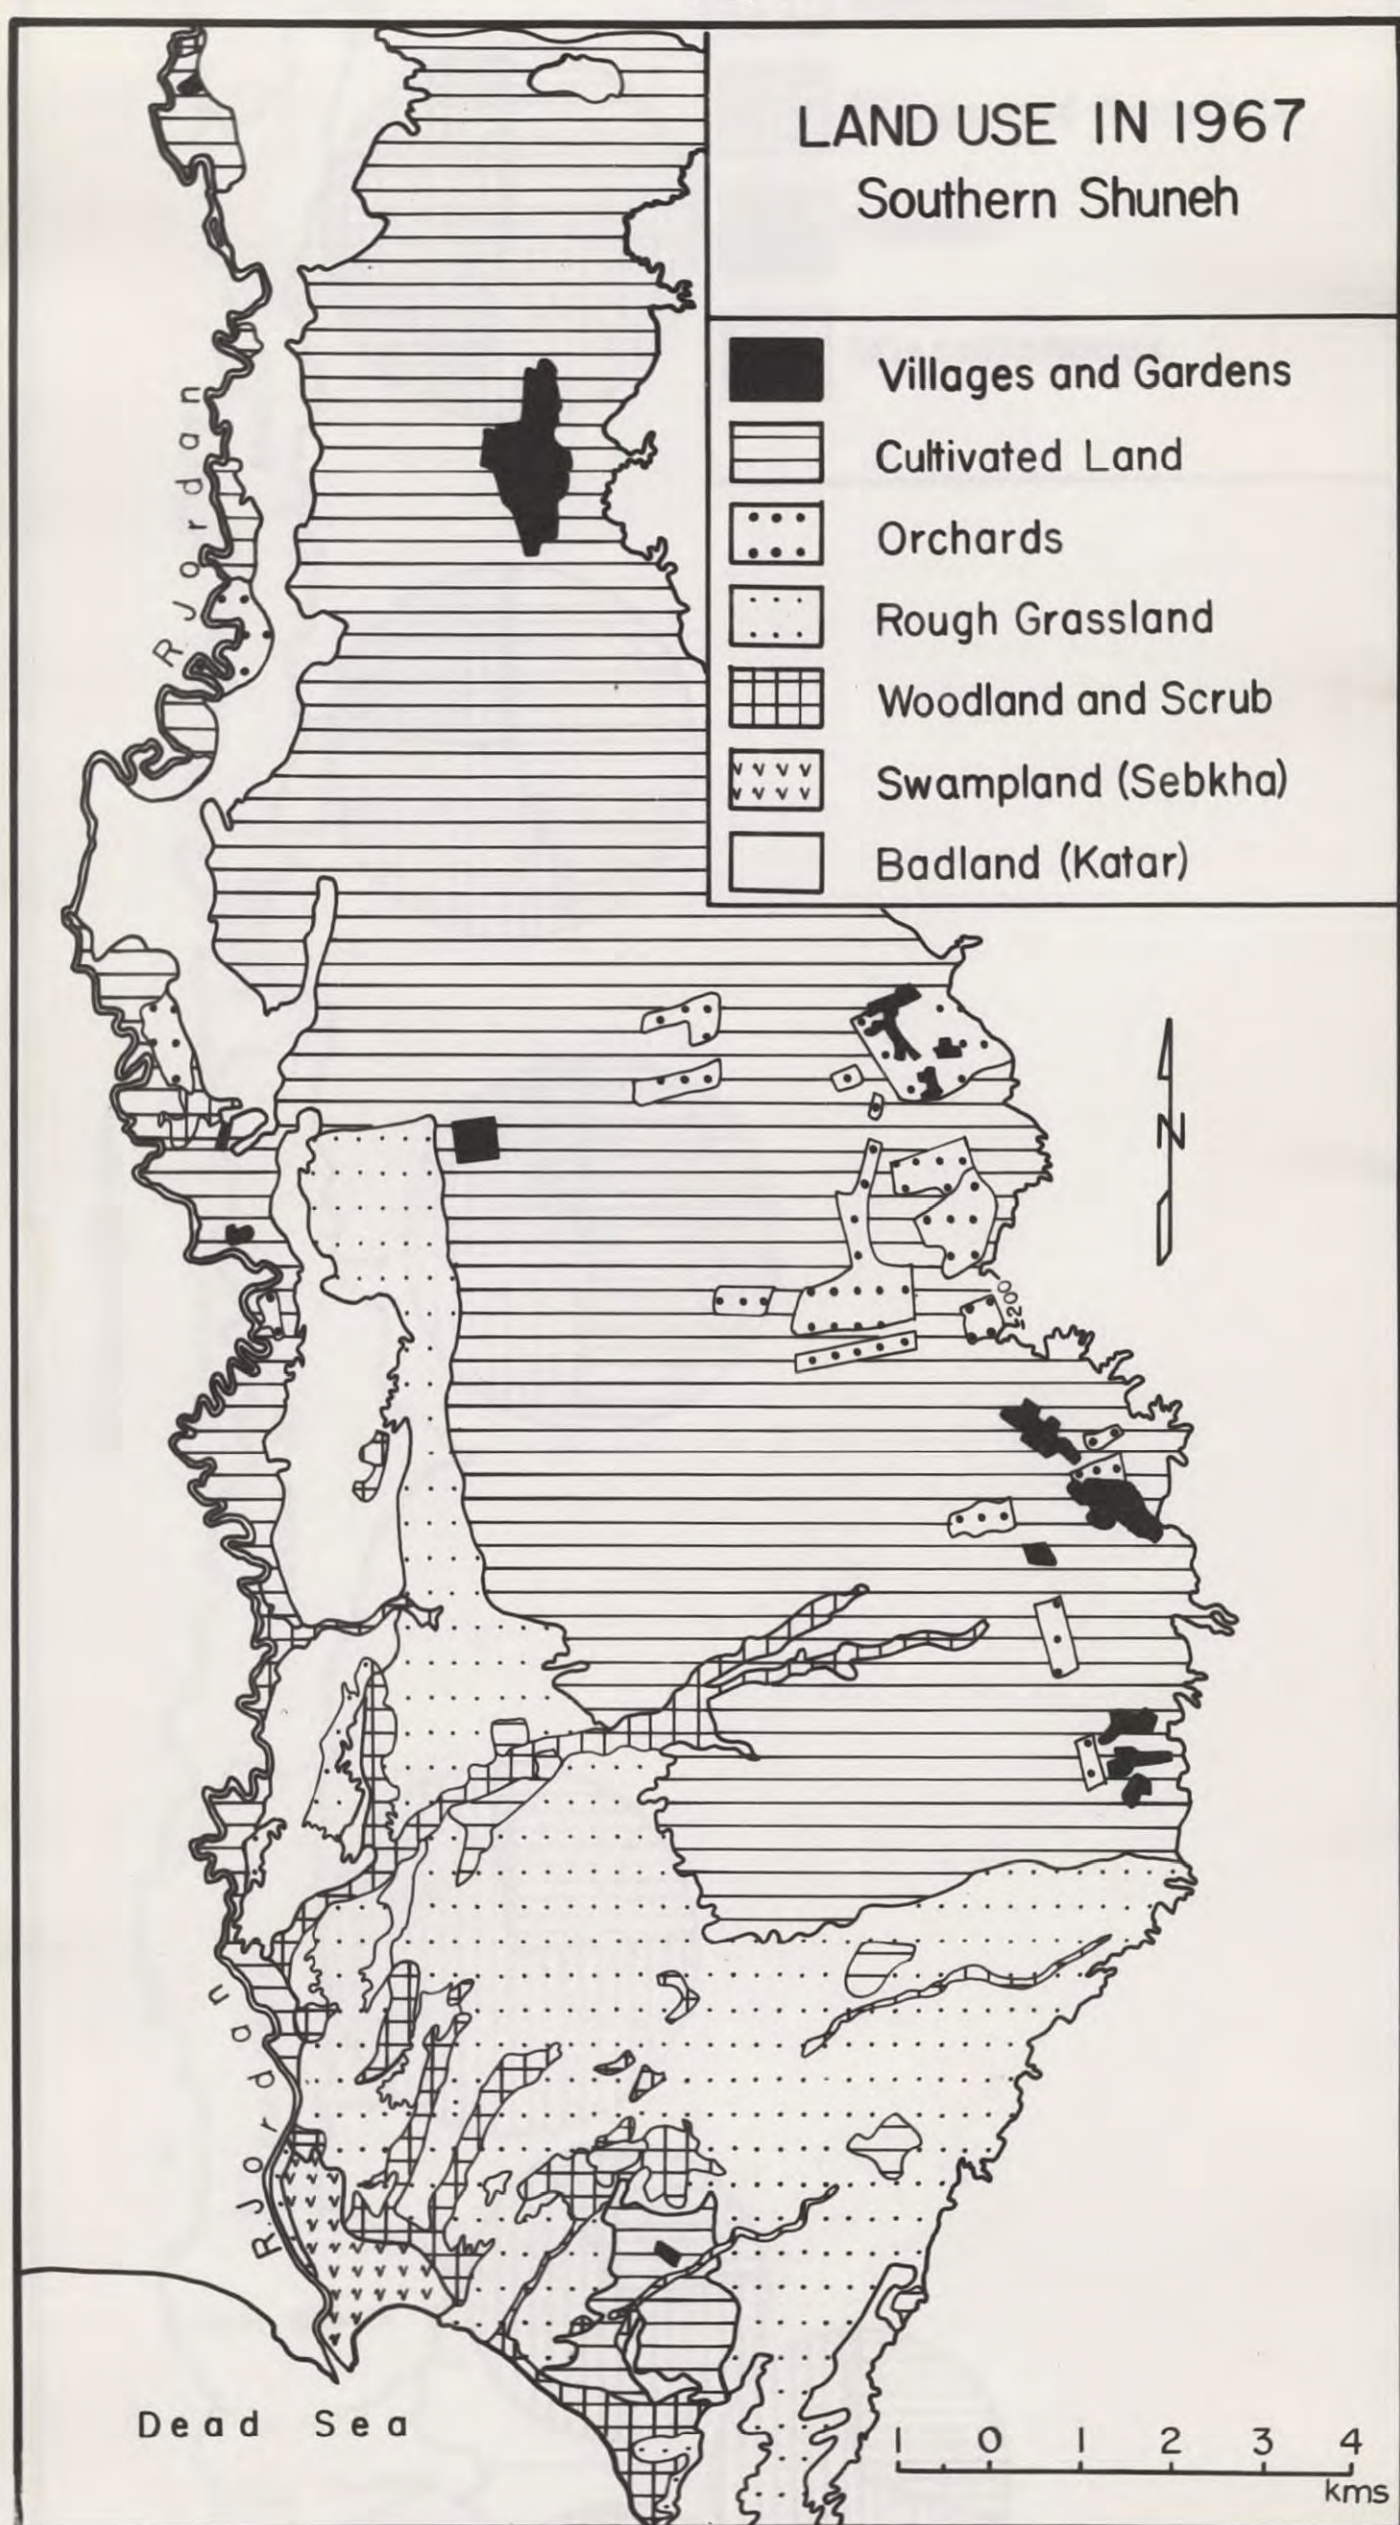 LAND USE IN 1967
Southern Shuneh
Villages and Gardens
Cultivated Land
Orchards
Rough Grassland
Woodland and Scrub
Swampland (Sebkha)
Badland (Katar)
R Jordan
N
-200
R Jordan
Dead Sea
1 0 1 2 3 4
kms